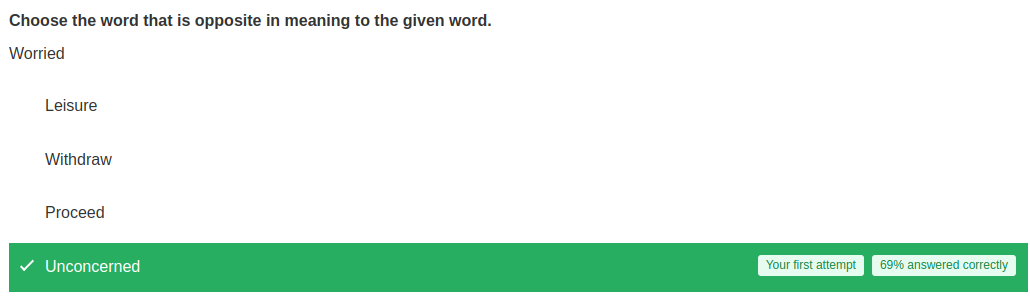 Choose the word that is opposite in meaning to the given word.
Worried
Leisure
Withdraw
Proceed
Unconcerned Your first attempt 69% answered correctly